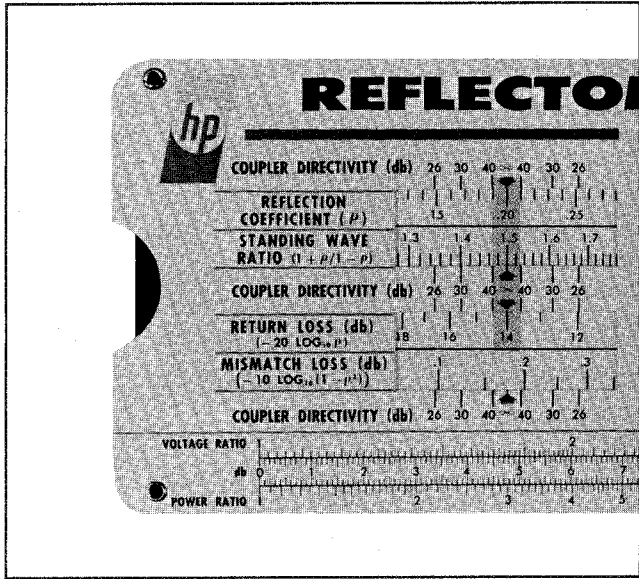 REFLECTO
hp
COUPLER DIRECTIVITY (db) 26 30 40 ∞ 40 30 26
REFLECTION
COEFFICIENT (ρ) .15 .20 .25
STANDING WAVE 1.3 1.4 1.5 1.6 1.7
RATIO (1 + ρ/1 − ρ)
COUPLER DIRECTIVITY (db) 26 30 40 ∞ 40 30 26
RETURN LOSS (db)
(−20 LOG₁₀ ρ) 18 16 14 12
MISMATCH LOSS (db) .1 .2 .3
(−10 LOG₁₀ (1 − ρ²))
COUPLER DIRECTIVITY (db) 26 30 40 ∞ 40 30 26
VOLTAGE RATIO 1 2
db 0 1 2 3 4 5 6 7
POWER RATIO 1 2 3 4 5